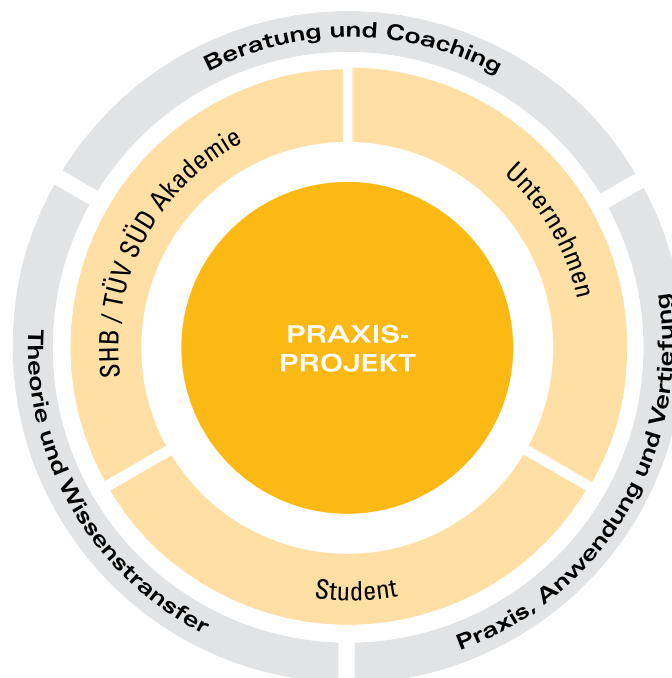 Beratung und Coaching
SHB / TÜV SÜD Akademie
Unternehmen
PRAXIS-
PROJEKT
Theorie und Wissenstransfer
Praxis, Anwendung und Vertiefung
Student